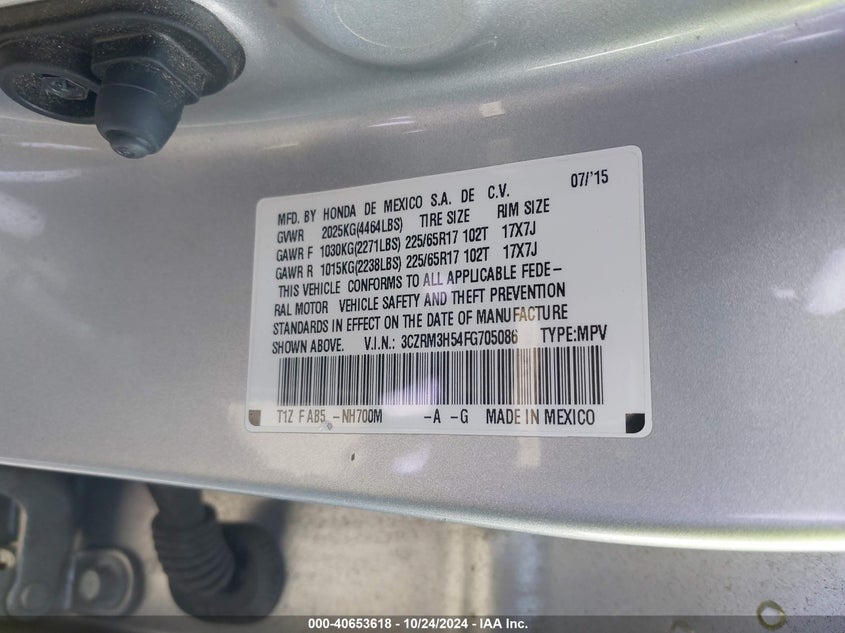 MFD. BY HONDA DE MEXICO S.A. DE C.V. 07/'15
GVWR 2025KG(4464LBS) TIRE SIZE RIM SIZE
GAWR F 1030KG(2271LBS) 225/65R17 102T 17X7J
GAWR R 1015KG(2238LBS) 225/65R17 102T 17X7J
THIS VEHICLE CONFORMS TO ALL APPLICABLE FEDE-
RAL MOTOR VEHICLE SAFETY AND THEFT PREVENTION
STANDARDS IN EFFECT ON THE DATE OF MANUFACTURE
SHOWN ABOVE. V.I.N.: 3CZRM3H54FG705086 TYPE:MPV
T1Z F AB5 -NH700M -A -G MADE IN MEXICO
000-40653618 - 10/24/2024 - IAA Inc.